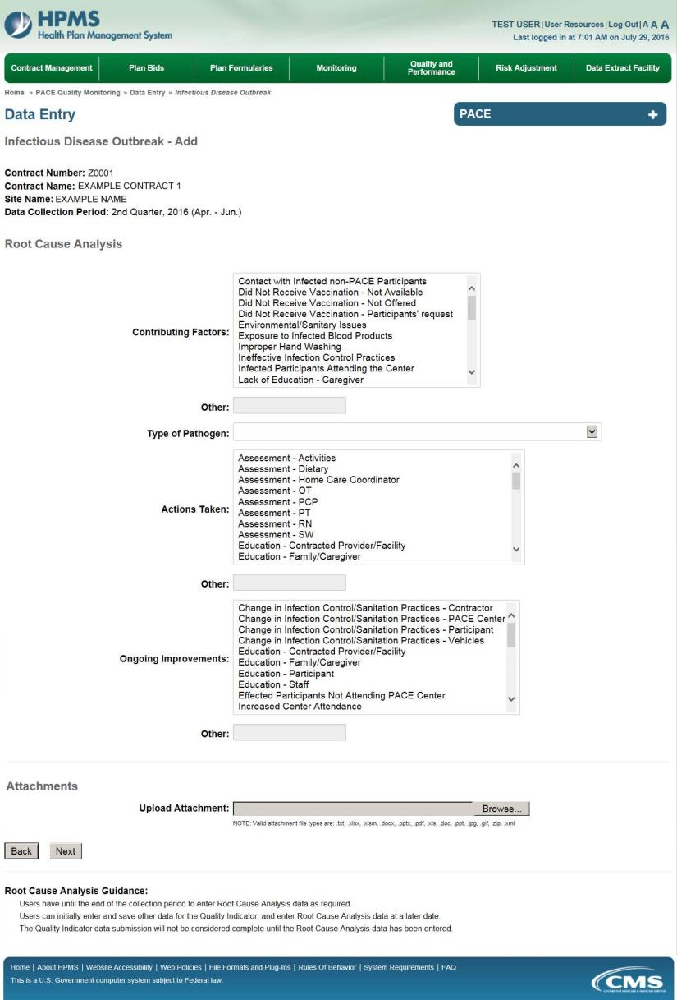 HPMS
Health Plan Management System
TEST USER|User Resources|Log Out|A A A
Last logged in at 7:01 AM on July 29, 2016
Contract Management
Plan Bids
Plan Formularies
Monitoring
Quality and
Performance
Risk Adjustment
Data Extract Facility
Home » PACE Quality Monitoring » Data Entry » Infectious Disease Outbreak
Data Entry
PACE +
Infectious Disease Outbreak - Add
Contract Number: Z0001
Contract Name: EXAMPLE CONTRACT 1
Site Name: EXAMPLE NAME
Data Collection Period: 2nd Quarter, 2016 (Apr. - Jun.)
Root Cause Analysis
Contributing Factors:
Contact with Infected non-PACE Participants
Did Not Receive Vaccination - Not Available
Did Not Receive Vaccination - Not Offered
Did Not Receive Vaccination - Participants' request
Environmental/Sanitary Issues
Exposure to Infected Blood Products
Improper Hand Washing
Ineffective Infection Control Practices
Infected Participants Attending the Center
Lack of Education - Caregiver
Other:
Type of Pathogen:
Actions Taken:
Assessment - Activities
Assessment - Dietary
Assessment - Home Care Coordinator
Assessment - OT
Assessment - PCP
Assessment - PT
Assessment - RN
Assessment - SW
Education - Contracted Provider/Facility
Education - Family/Caregiver
Other:
Ongoing Improvements:
Change in Infection Control/Sanitation Practices - Contractor
Change in Infection Control/Sanitation Practices - PACE Center
Change in Infection Control/Sanitation Practices - Participant
Change in Infection Control/Sanitation Practices - Vehicles
Education - Contracted Provider/Facility
Education - Family/Caregiver
Education - Participant
Education - Staff
Effected Participants Not Attending PACE Center
Increased Center Attendance
Other:
Attachments
Upload Attachment:
Browse...
NOTE: Valid attachment file types are: .txt, .xlsx, .xlsm, .docx, .pptx, .pdf, .xls, .doc, .ppt, .jpg, .gif, .zip, .xml
Back
Next
Root Cause Analysis Guidance:
Users have until the end of the collection period to enter Root Cause Analysis data as required.
Users can initially enter and save other data for the Quality Indicator, and enter Root Cause Analysis data at a later date.
The Quality Indicator data submission will not be considered complete until the Root Cause Analysis data has been entered.
Home | About HPMS | Website Accessibility | Web Policies | File Formats and Plug-Ins | Rules Of Behavior | System Requirements | FAQ
This is a U.S. Government computer system subject to Federal law.
CMS
CENTERS FOR MEDICARE & MEDICAID SERVICES